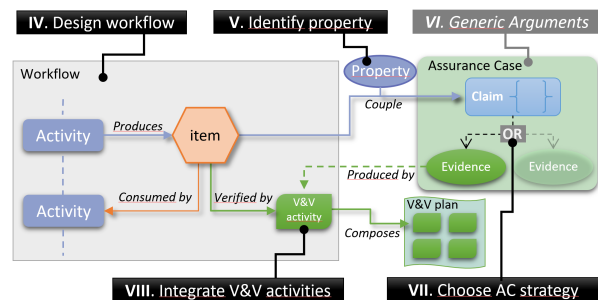 IV. Design workflow
V. Identify property
VI. Generic Arguments
Workflow
Property
Assurance Case
Couple
Claim
Activity
Produces
item
OR
Evidence
Evidence
Produced by
Activity
Consumed by
Verified by
V&V
activity
Composes
V&V plan
VIII. Integrate V&V activities
VII. Choose AC strategy